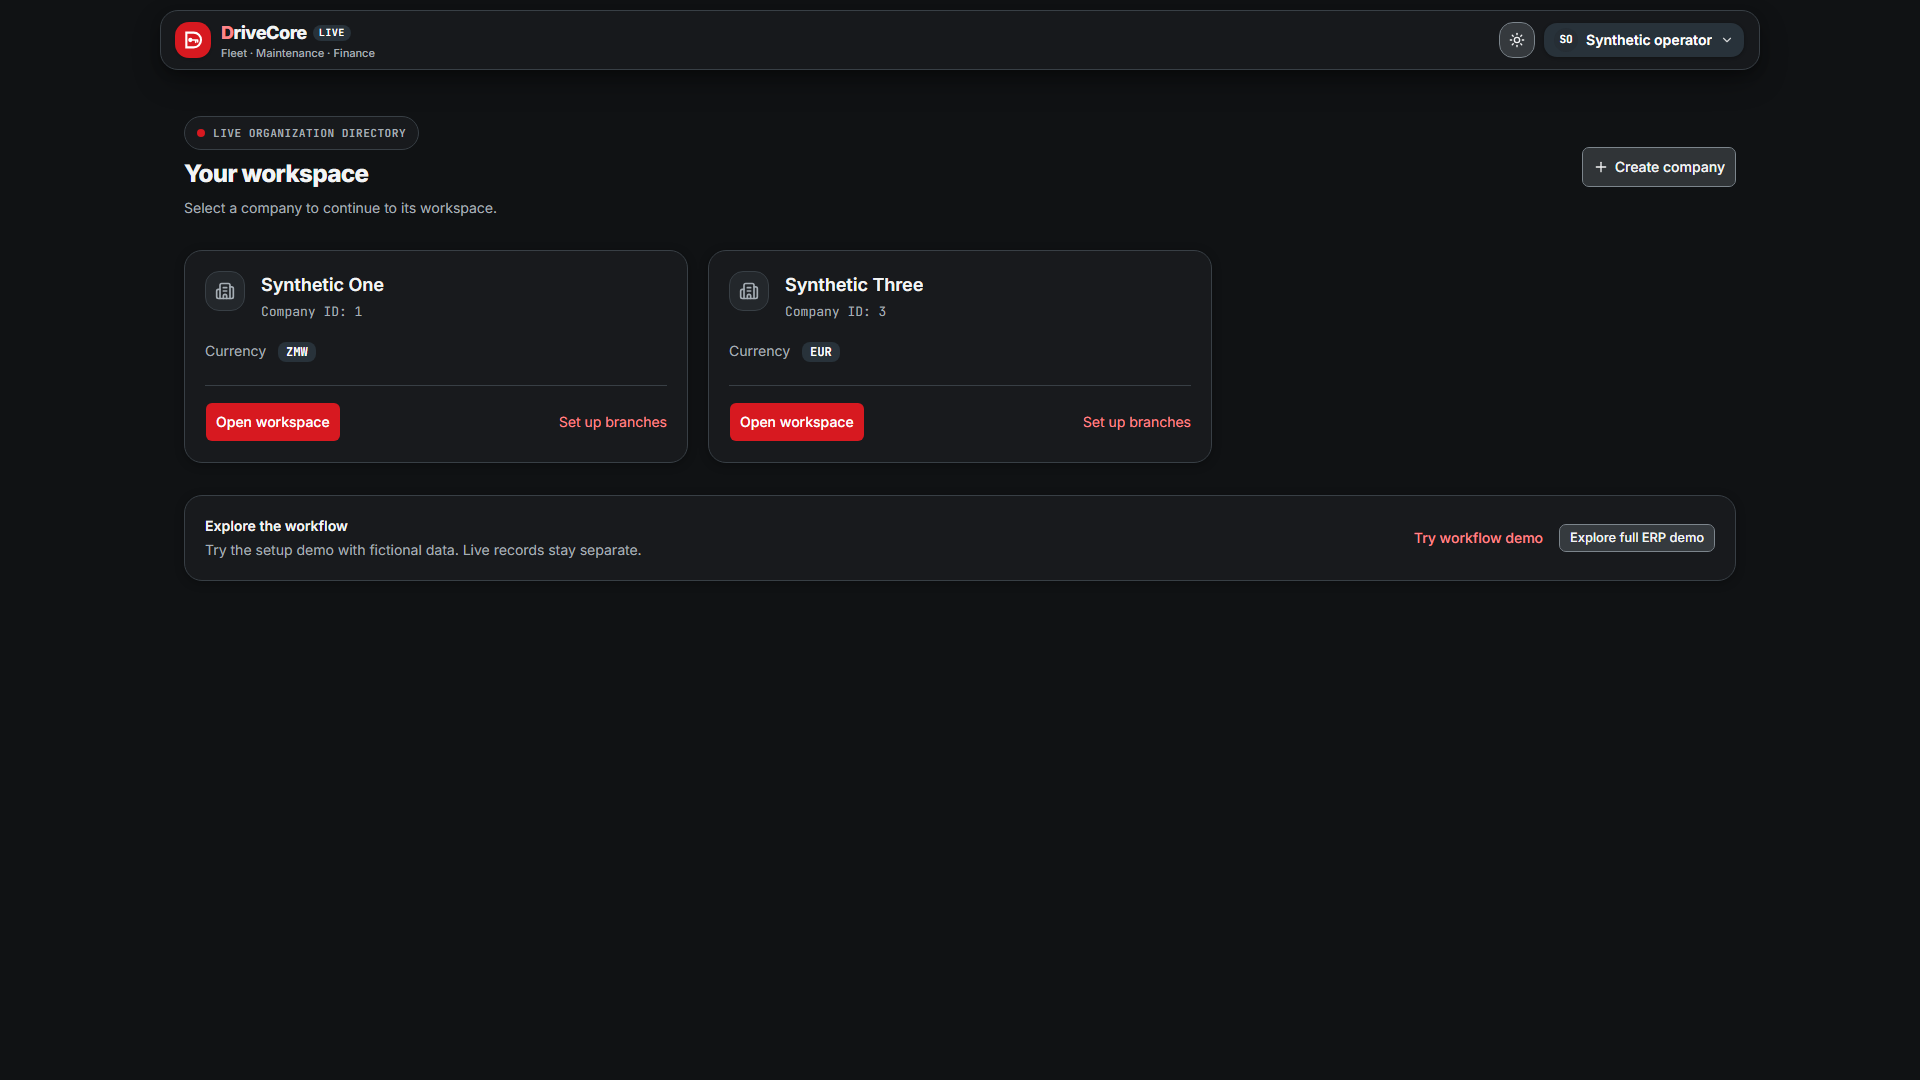 DriveCore LIVE
Fleet · Maintenance · Finance
SO Synthetic operator
LIVE ORGANIZATION DIRECTORY
Your workspace
Select a company to continue to its workspace.
+ Create company
Synthetic One
Company ID: 1
Currency ZMW
Open workspace
Set up branches
Synthetic Three
Company ID: 3
Currency EUR
Open workspace
Set up branches
Explore the workflow
Try the setup demo with fictional data. Live records stay separate.
Try workflow demo
Explore full ERP demo